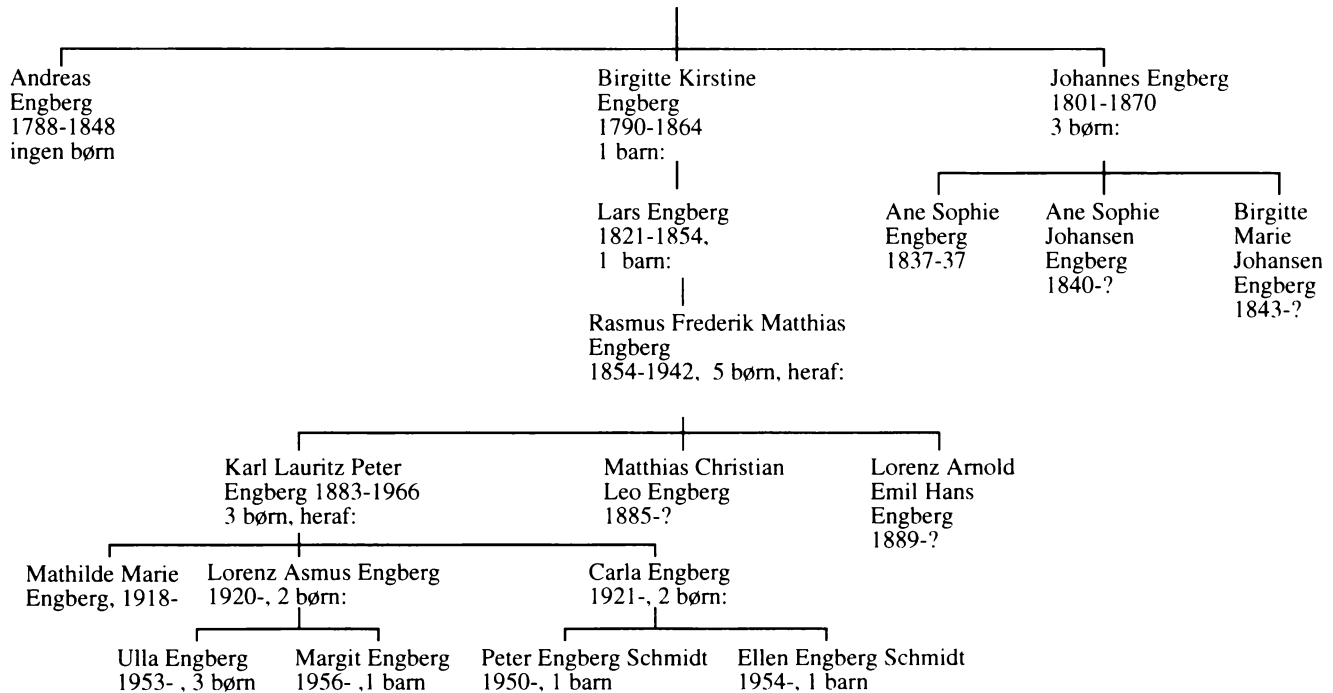 Andreas
Engberg
1788-1848
ingen børn
Birgitte Kirstine
Engberg
1790-1864
1 barn:
Johannes Engberg
1801-1870
3 børn:
Lars Engberg
1821-1854,
1 barn:
Ane Sophie
Engberg
1837-37
Ane Sophie
Johansen
Engberg
1840-?
Birgitte
Marie
Johansen
Engberg
1843-?
Rasmus Frederik Matthias
Engberg
1854-1942, 5 børn, heraf:
Karl Lauritz Peter
Engberg 1883-1966
3 børn, heraf:
Matthias Christian
Leo Engberg
1885-?
Lorenz Arnold
Emil Hans
Engberg
1889-?
Mathilde Marie
Engberg, 1918-
Lorenz Asmus Engberg
1920-, 2 børn:
Carla Engberg
1921-, 2 børn:
Ulla Engberg
1953- , 3 børn
Margit Engberg
1956- ,1 barn
Peter Engberg Schmidt
1950-, 1 barn
Ellen Engberg Schmidt
1954-, 1 barn